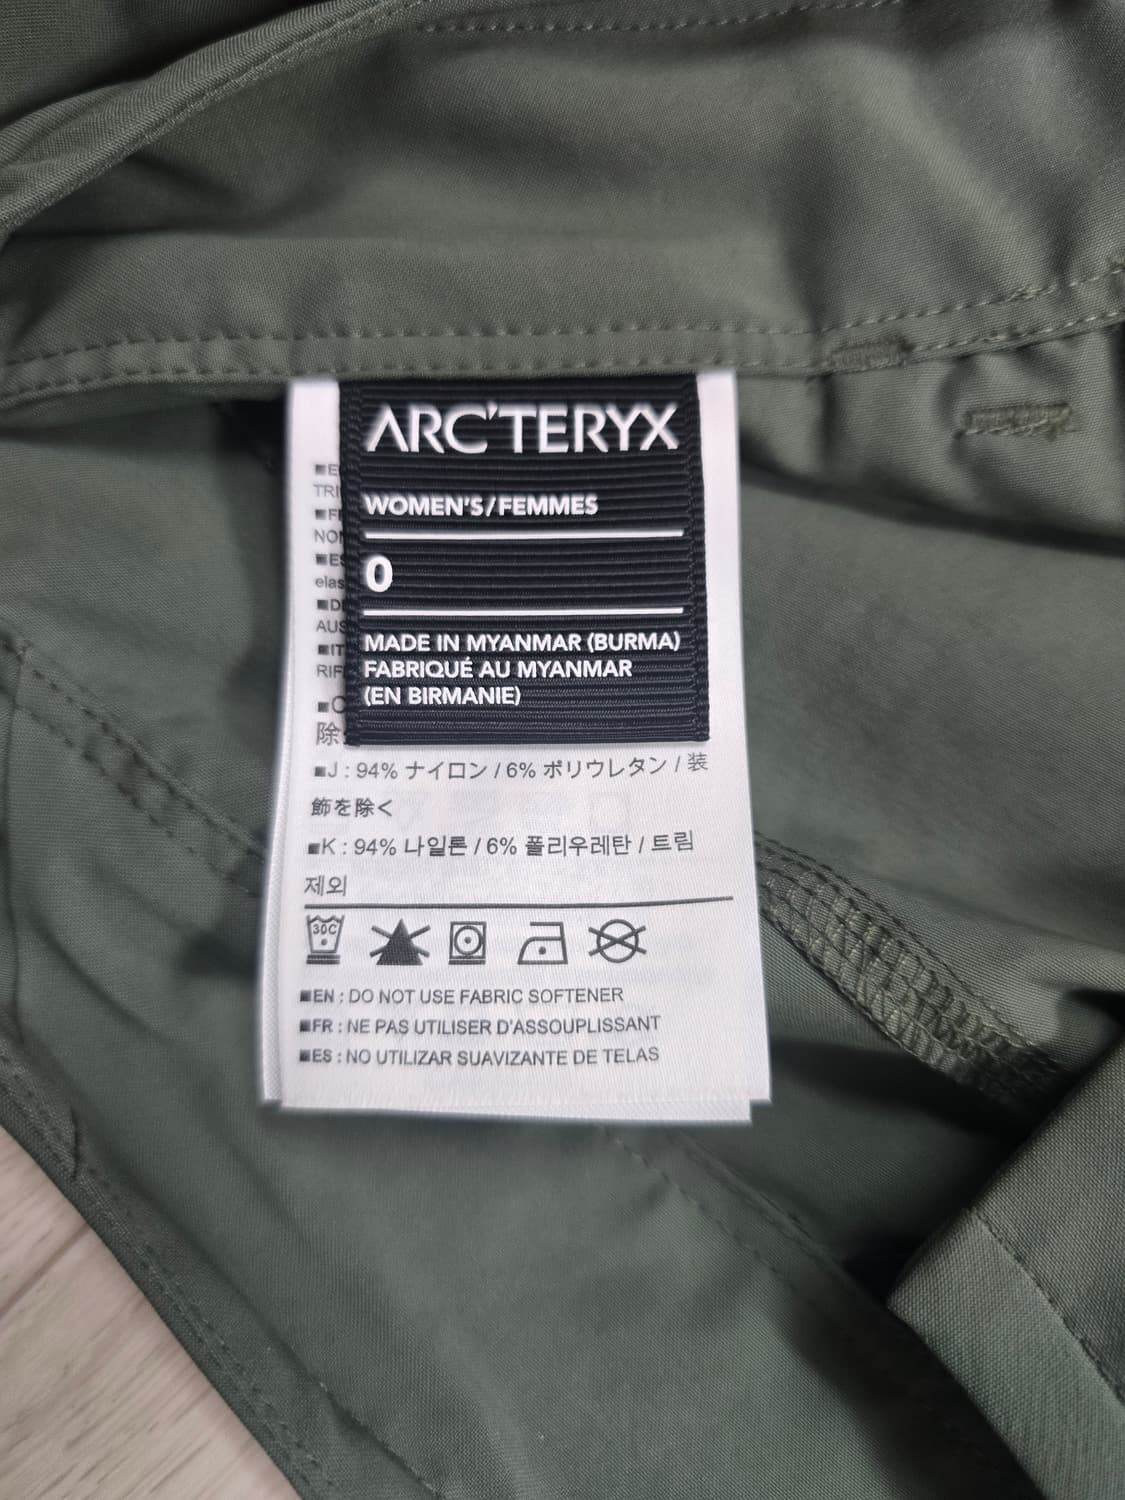 ARC'TERYX
WOMEN'S/FEMMES
0
MADE IN MYANMAR (BURMA)
FABRIQUÉ AU MYANMAR
(EN BIRMANIE)
除
■J : 94% ナイロン / 6% ポリウレタン / 装
飾を除く
■K : 94% 나일론 / 6% 폴리우레탄 / 트림
제외
30C
■EN : DO NOT USE FABRIC SOFTENER
■FR : NE PAS UTILISER D'ASSOUPLISSANT
■ES : NO UTILIZAR SUAVIZANTE DE TELAS